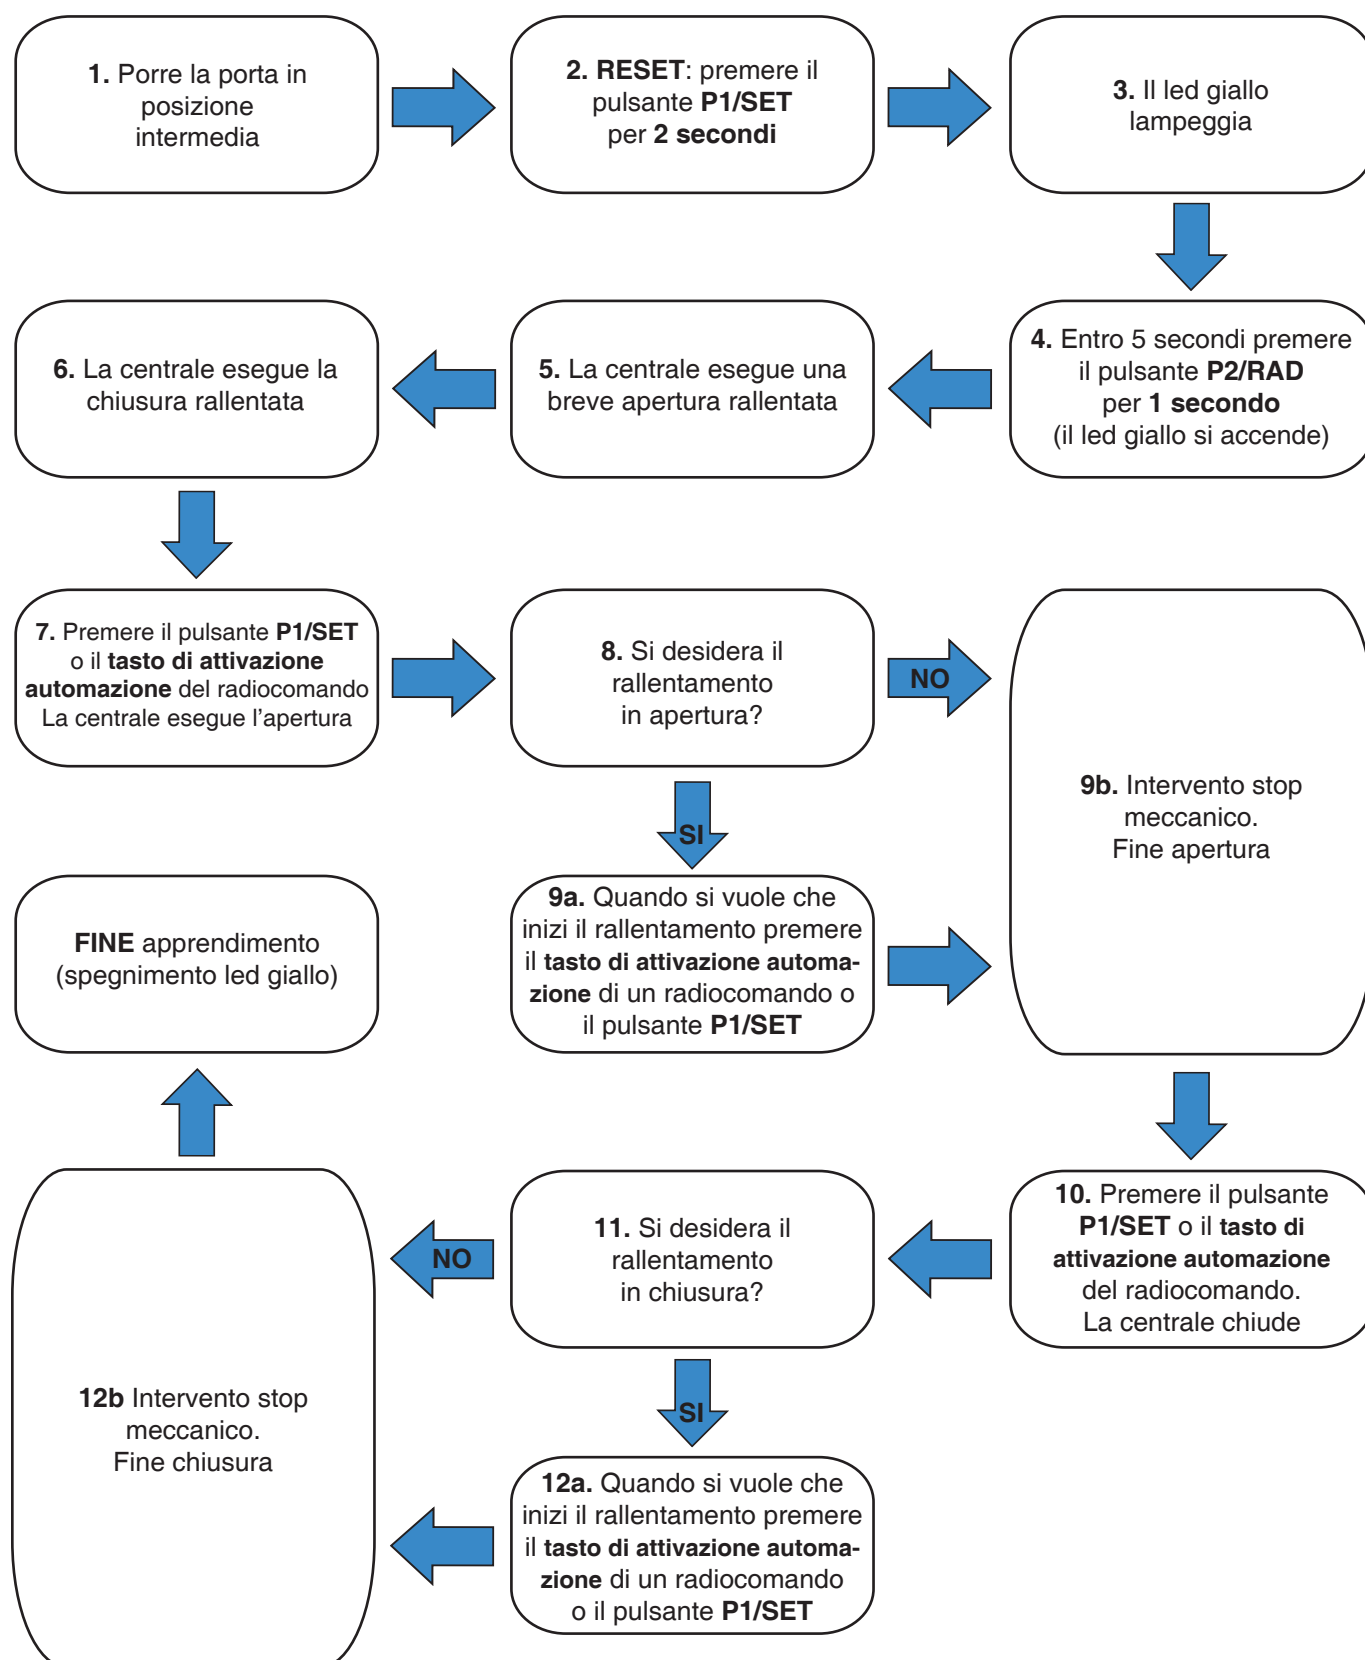 1. Porre la porta in
posizione
intermedia
2. RESET: premere il
pulsante P1/SET
per 2 secondi
3. Il led giallo
lampeggia
4. Entro 5 secondi premere
il pulsante P2/RAD
per 1 secondo
(il led giallo si accende)
5. La centrale esegue una
breve apertura rallentata
6. La centrale esegue la
chiusura rallentata
7. Premere il pulsante P1/SET
o il tasto di attivazione
automazione del radiocomando
La centrale esegue l’apertura
8. Si desidera il
rallentamento
in apertura?
NO
SI
9a. Quando si vuole che
inizi il rallentamento premere
il tasto di attivazione automa-
zione di un radiocomando o
il pulsante P1/SET
9b. Intervento stop
meccanico.
Fine apertura
10. Premere il pulsante
P1/SET o il tasto di
attivazione automazione
del radiocomando.
La centrale chiude
11. Si desidera il
rallentamento
in chiusura?
NO
SI
12a. Quando si vuole che
inizi il rallentamento premere
il tasto di attivazione automa-
zione di un radiocomando
o il pulsante P1/SET
12b Intervento stop
meccanico.
Fine chiusura
FINE apprendimento
(spegnimento led giallo)